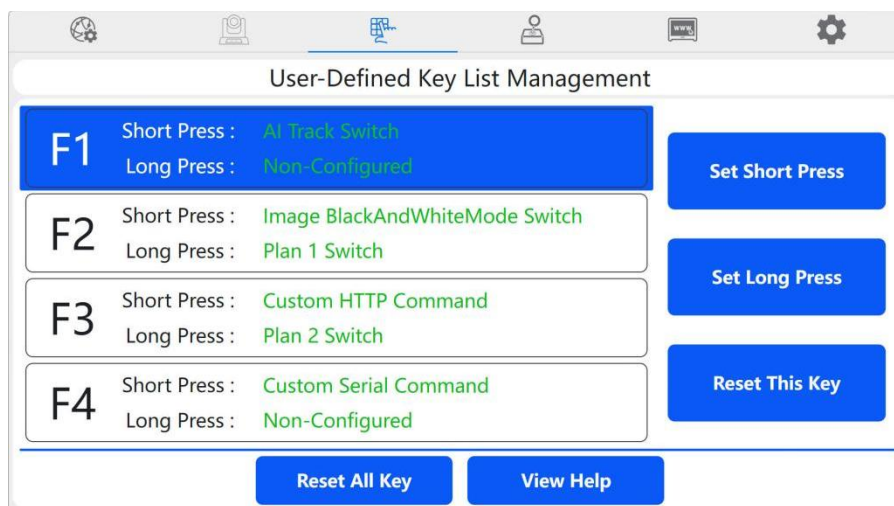 www
User-Defined Key List Management
F1
Short Press : AI Track Switch
Long Press : Non-Configured
Set Short Press
F2
Short Press : Image BlackAndWhiteMode Switch
Long Press : Plan 1 Switch
Set Long Press
F3
Short Press : Custom HTTP Command
Long Press : Plan 2 Switch
F4
Short Press : Custom Serial Command
Long Press : Non-Configured
Reset This Key
Reset All Key
View Help